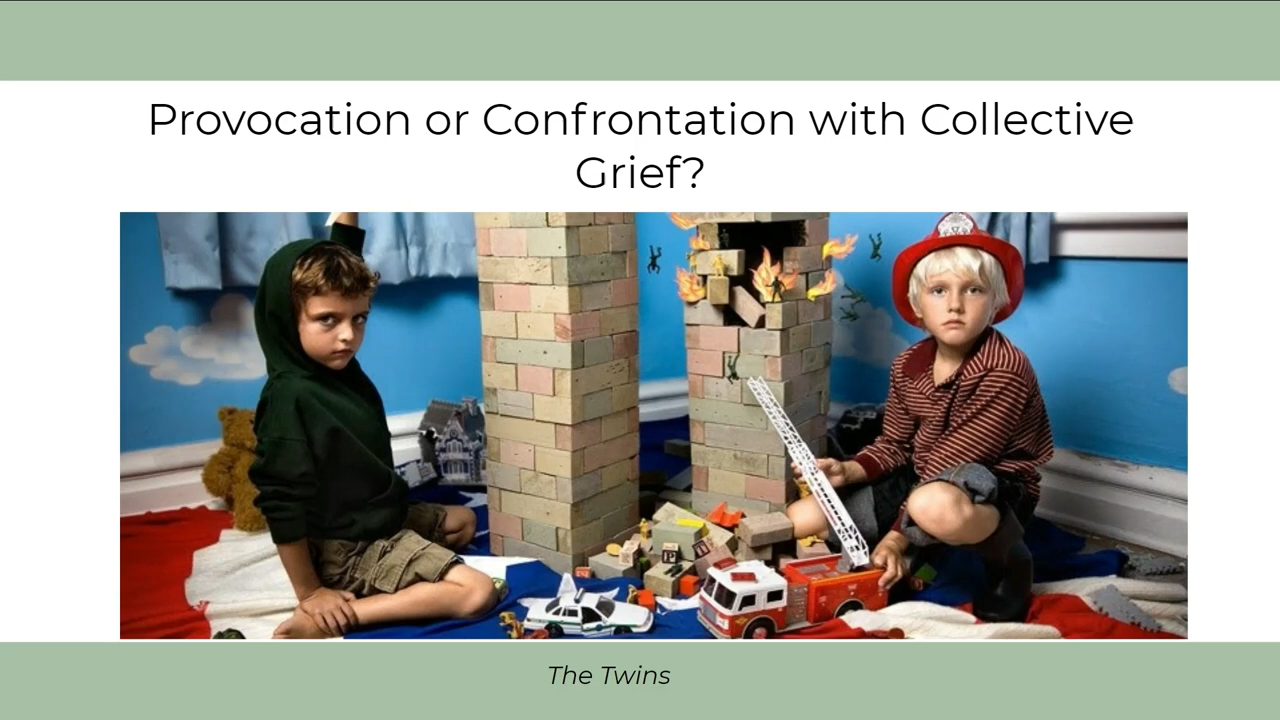 Provocation or Confrontation with Collective
Grief?
The Twins